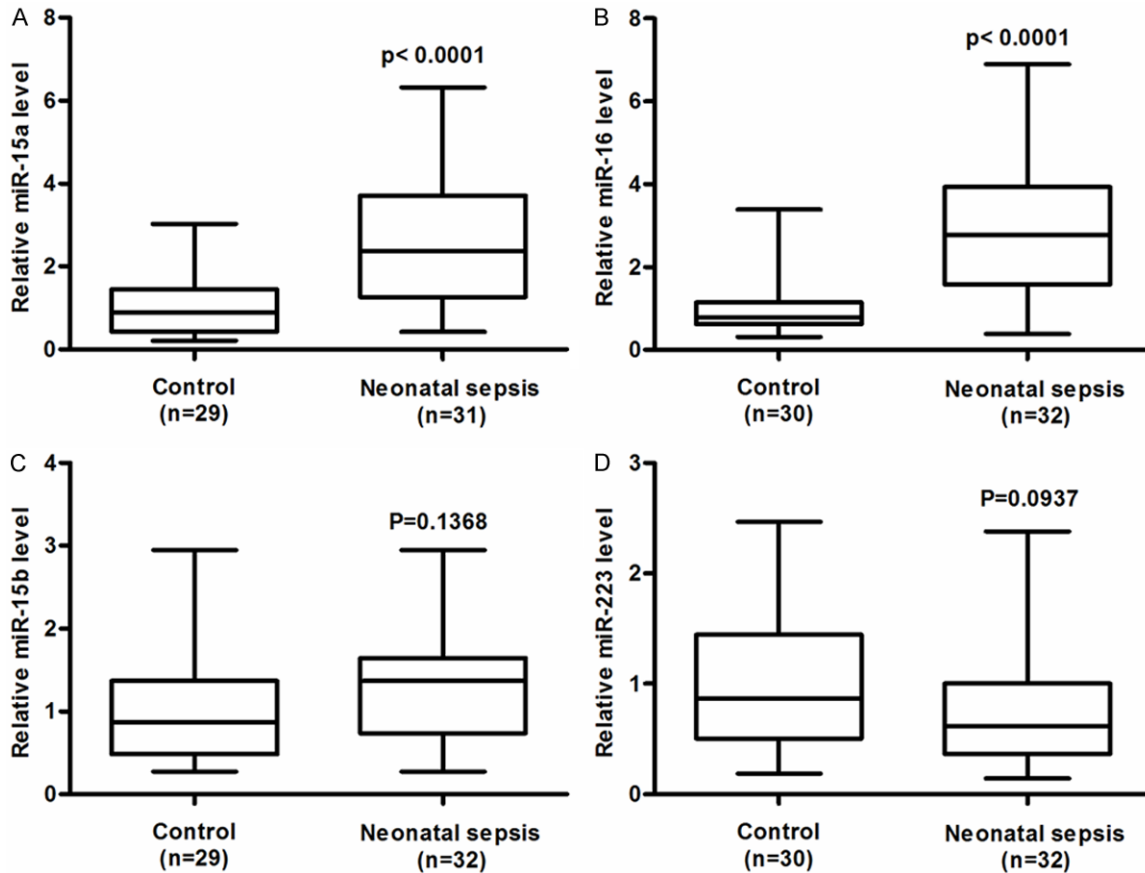 A
8
6
4
2
0
Relative miR-15a level
p< 0.0001
Control
(n=29)
Neonatal sepsis
(n=31)
B
8
6
4
2
0
Relative miR-16 level
p< 0.0001
Control
(n=30)
Neonatal sepsis
(n=32)
C
4
3
2
1
0
Relative miR-15b level
P=0.1368
Control
(n=29)
Neonatal sepsis
(n=32)
D
3
2
1
0
Relative miR-223 level
P=0.0937
Control
(n=30)
Neonatal sepsis
(n=32)